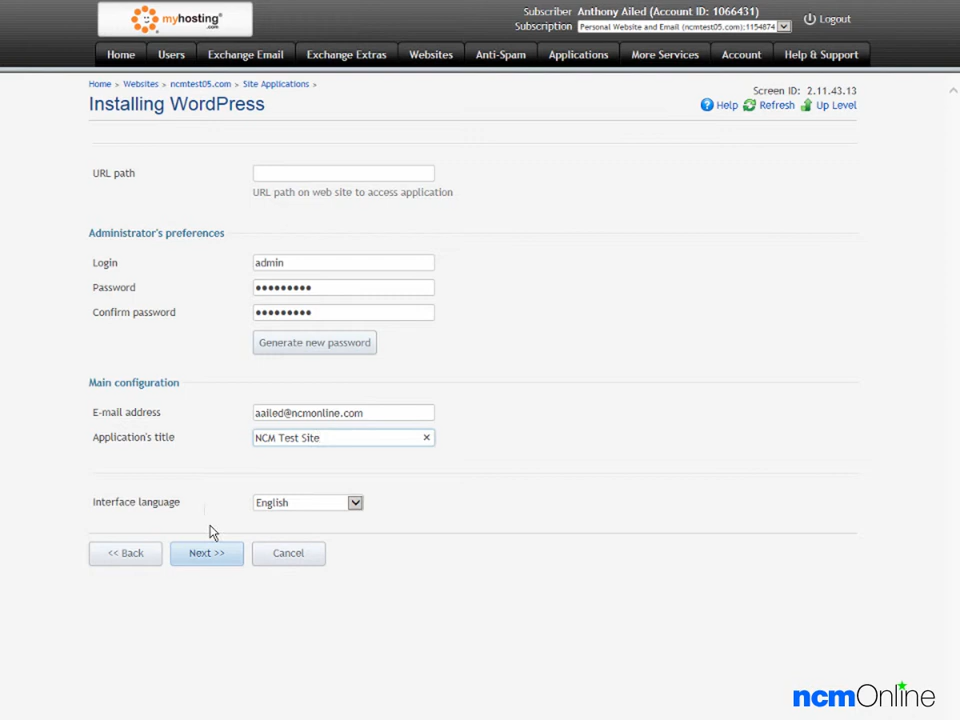 myhosting®
.com
Subscriber Anthony Ailed (Account ID: 1066431)
Subscription Personal Website and Email (ncmtest05.com);1154874
Logout
Home Users Exchange Email Exchange Extras Websites Anti-Spam Applications More Services Account Help & Support
Home > Websites > ncmtest05.com > Site Applications >
Screen ID: 2.11.43.13
Installing WordPress
? Help Refresh Up Level
URL path
URL path on web site to access application
Administrator's preferences
Login admin
Password •••••••••
Confirm password •••••••••
Generate new password
Main configuration
E-mail address aailed@ncmonline.com
Application's title NCM Test Site ×
Interface language English
<< Back Next >> Cancel
ncmOnline